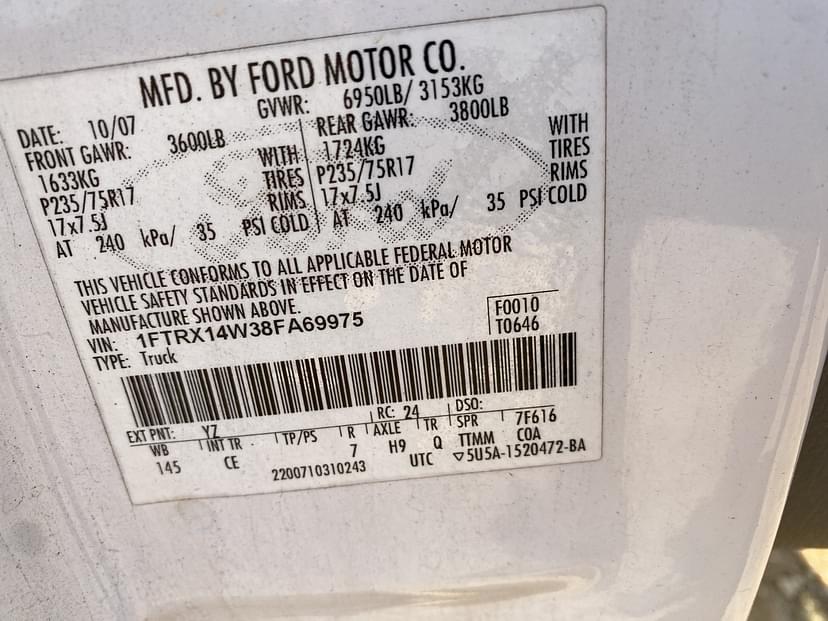 MFD. BY FORD MOTOR CO.
DATE: 10/07 GVWR: 6950LB/ 3153KG
FRONT GAWR: 3600LB REAR GAWR: 3800LB
1633KG WITH 1724KG WITH
P235/75R17 TIRES P235/75R17 TIRES
17x7.5J RIMS 17x7.5J RIMS
AT 240 kPa/ 35 PSI COLD AT 240 kPa/ 35 PSI COLD
THIS VEHICLE CONFORMS TO ALL APPLICABLE FEDERAL MOTOR
VEHICLE SAFETY STANDARDS IN EFFECT ON THE DATE OF
MANUFACTURE SHOWN ABOVE.
VIN: 1FTRX14W38FA69975 F0010
TYPE: Truck T0646
EXT PNT: YZ RC: 24 DSO:
WB INT TR TP/PS R AXLE TR SPR 7F616
145 CE 7 H9 Q TTMM COA
2200710310243 UTC ▽5U5A-1520472-BA